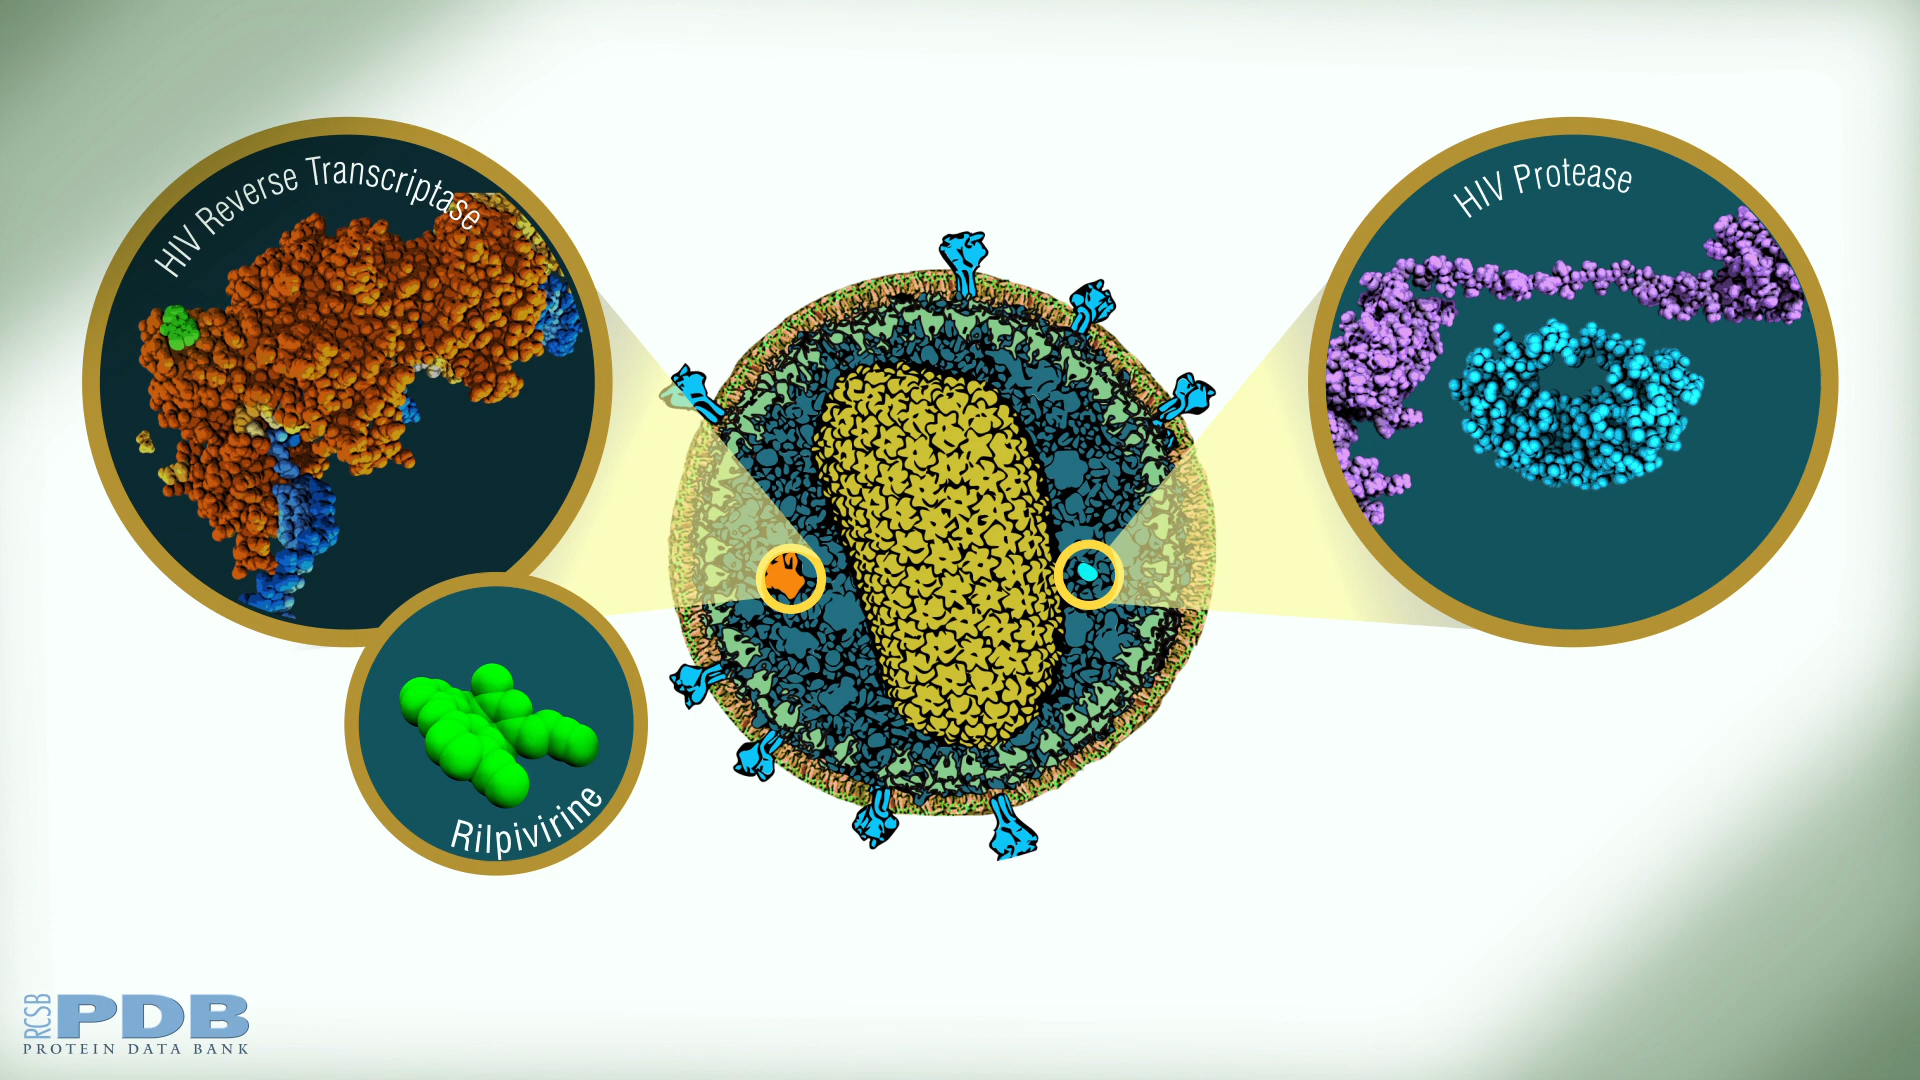 HIV Reverse Transcriptase
HIV Protease
Rilpivirine
RCSB PDB
PROTEIN DATA BANK